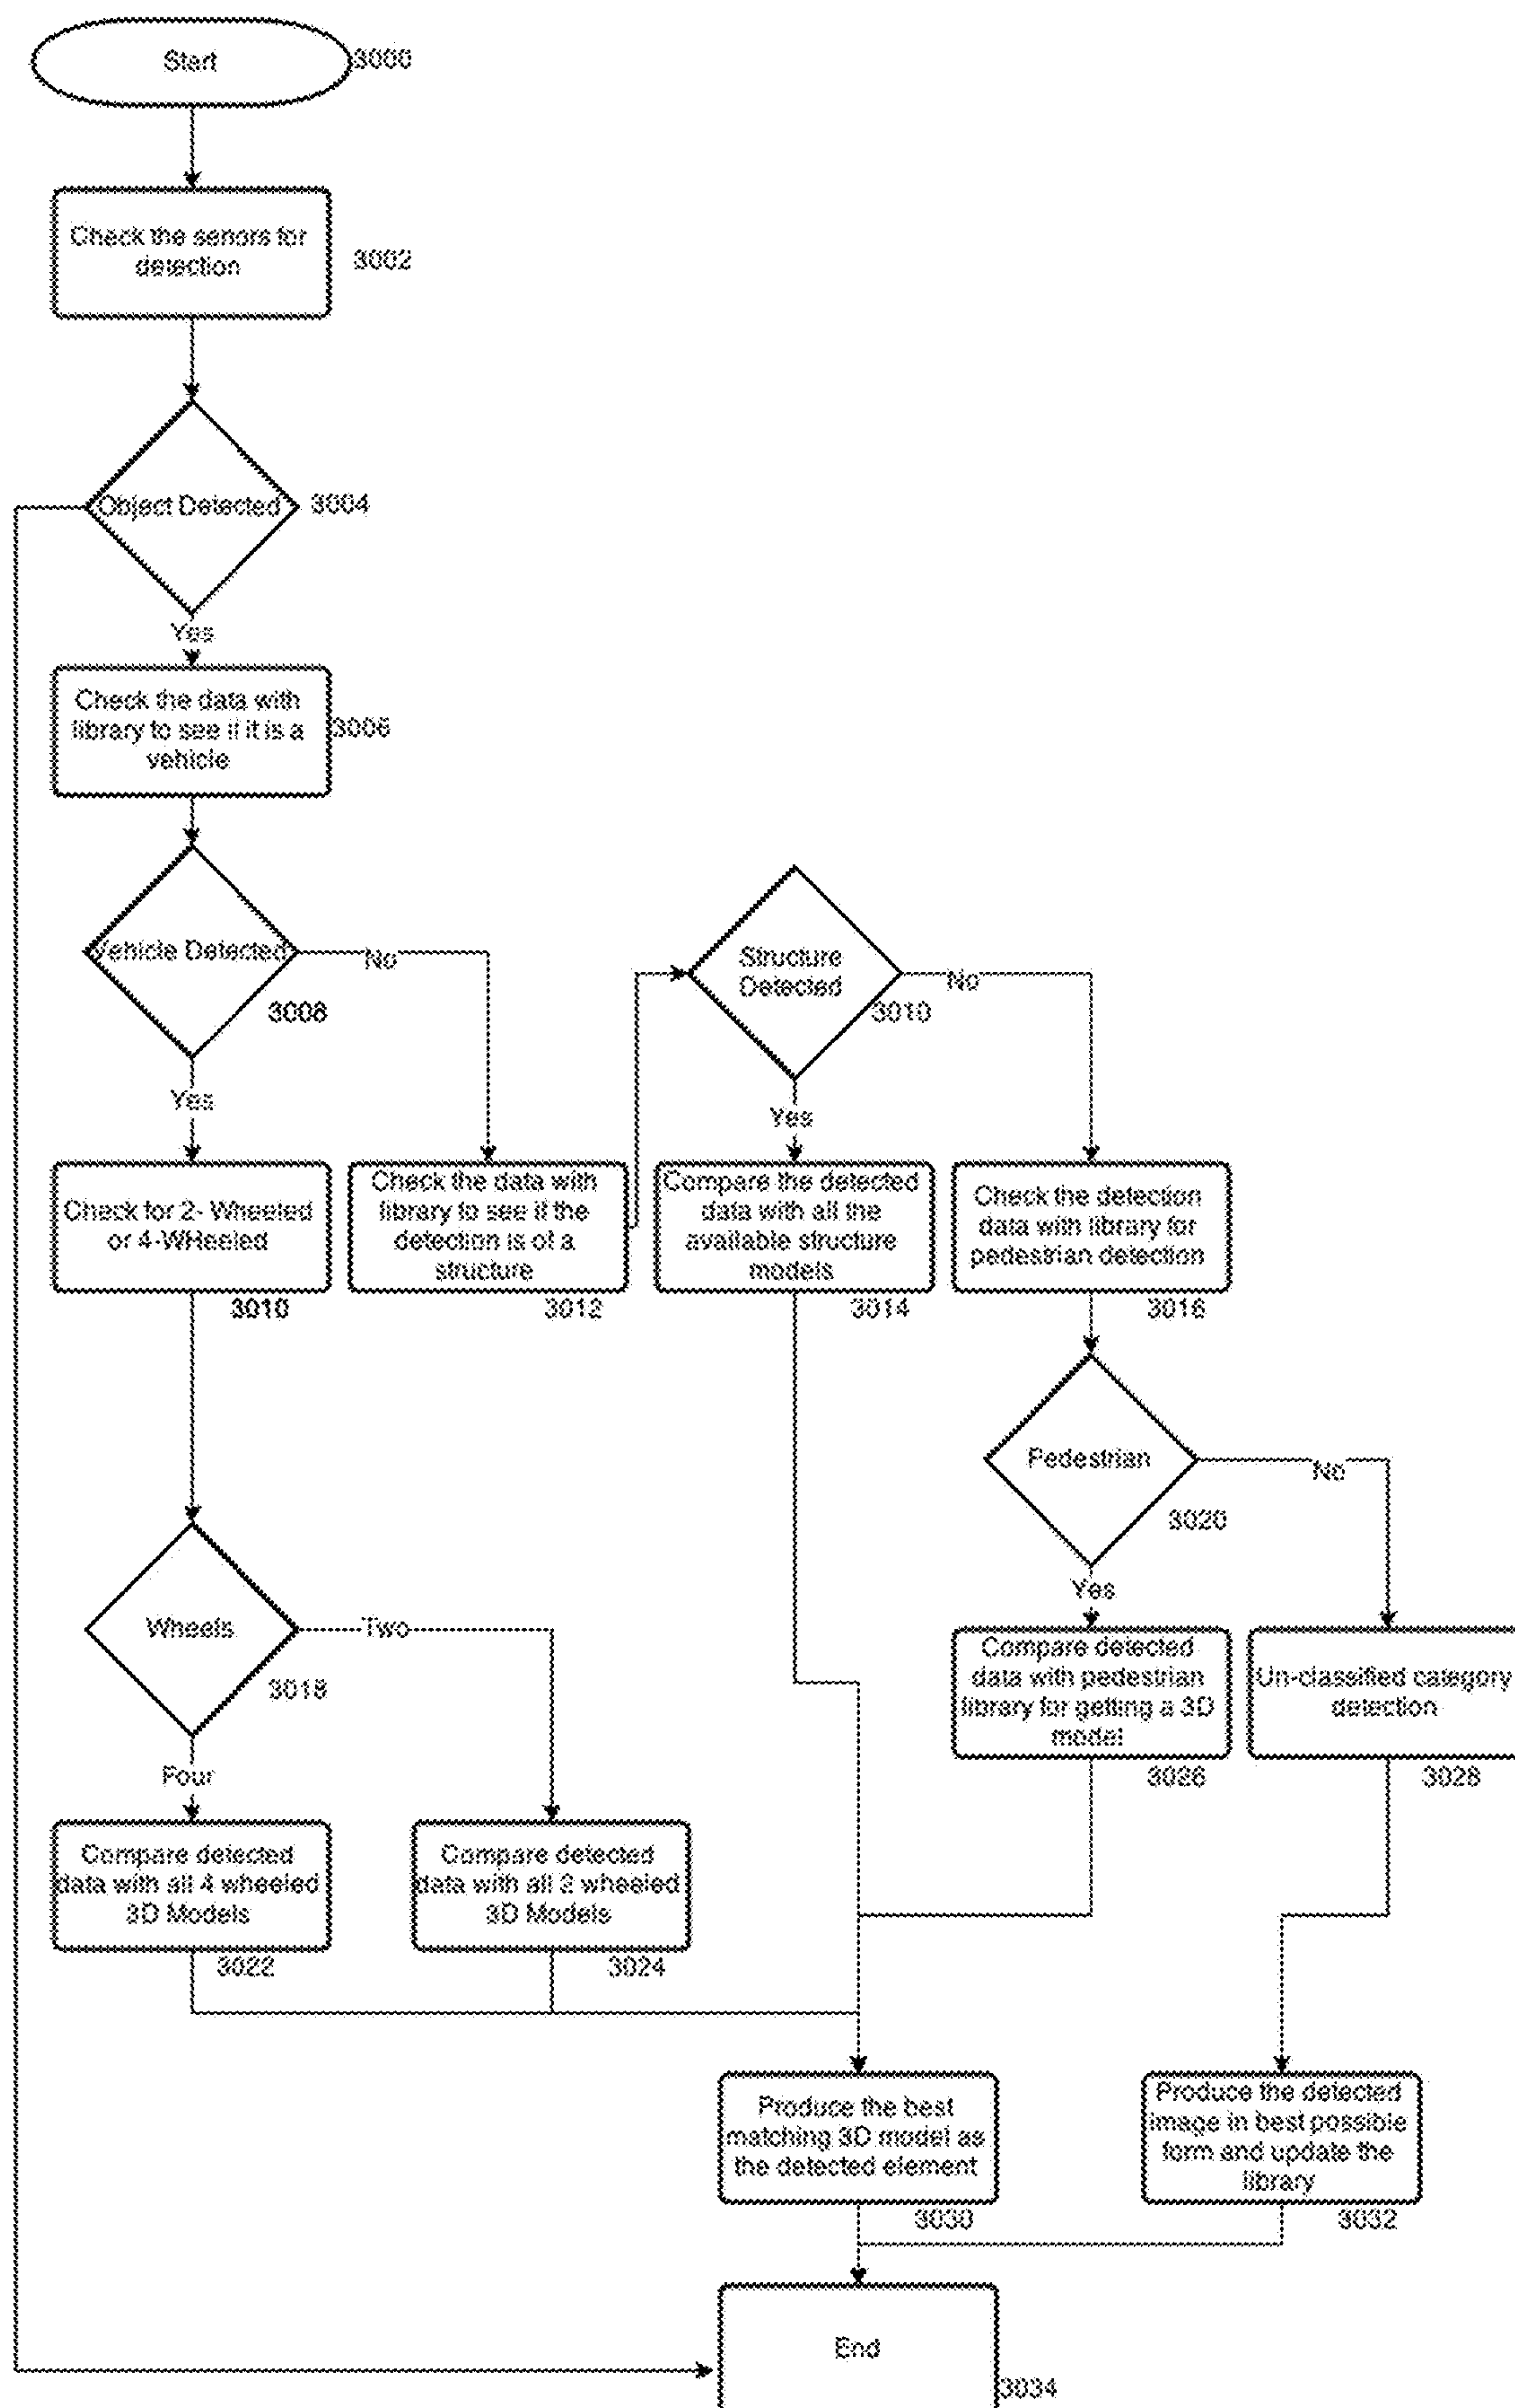 Start
3000
Check the senors for
detection
3002
Object Detected
3004
Yes
Check the data with
library to see if it is a
vehicle
3006
Vehicle Detected
3008
No
Yes
Structure
Detected
3010
No
Yes
Check for 2- Wheeled
or 4-WHeeled
3010
Check the data with
library to see if the
detection is of a
structure
3012
Compare the detected
data with all the
available structure
models
3014
Check the detection
data with library for
pedestrian detection
3016
Pedestrian
3020
No
Yes
Wheels
3018
Two
Four
Compare detected
data with pedestrian
library for getting a 3D
model
3026
Un-classified category
detection
3028
Compare detected
data with all 4 wheeled
3D Models
3022
Compare detected
data with all 2 wheeled
3D Models
3024
Produce the best
matching 3D model as
the detected element
3030
Produce the detected
image in best possible
form and update the
library
3032
End
3034